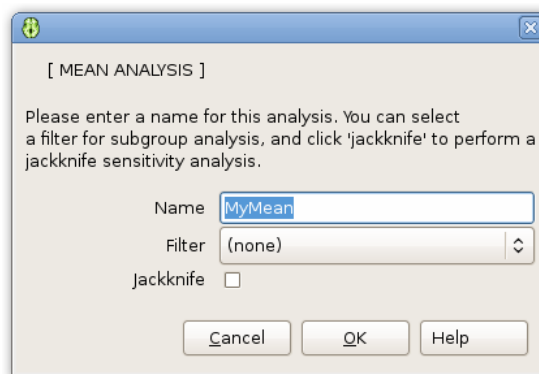 [ MEAN ANALYSIS ]
Please enter a name for this analysis. You can select
a filter for subgroup analysis, and click 'jackknife' to perform a
jackknife sensitivity analysis.
Name MyMean
Filter (none)
Jackknife
Cancel OK Help